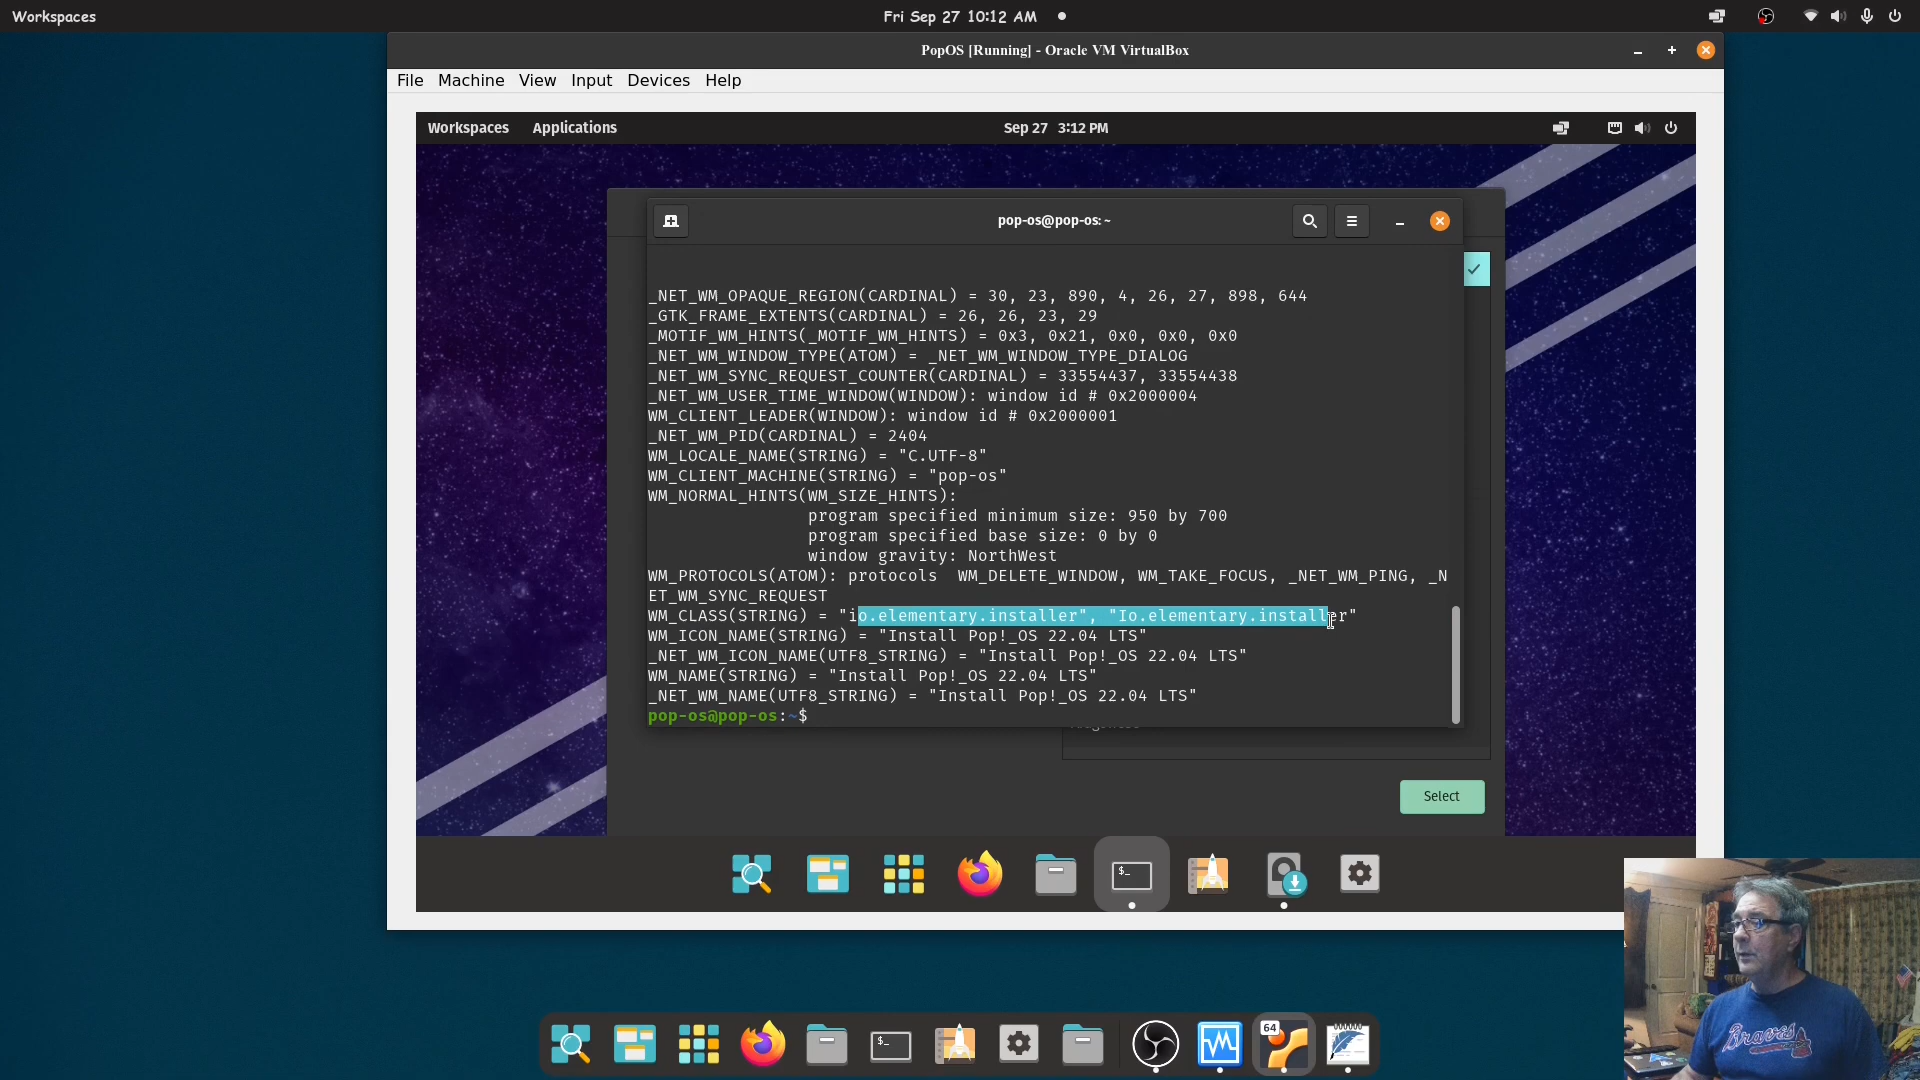 Workspaces
Fri Sep 27 10:12 AM
PopOS [Running] - Oracle VM VirtualBox
File Machine View Input Devices Help
Workspaces Applications
Sep 27 3:12 PM
pop-os@pop-os: ~
_NET_WM_OPAQUE_REGION(CARDINAL) = 30, 23, 890, 4, 26, 27, 898, 644
_GTK_FRAME_EXTENTS(CARDINAL) = 26, 26, 23, 29
_MOTIF_WM_HINTS(_MOTIF_WM_HINTS) = 0x3, 0x21, 0x0, 0x0, 0x0
_NET_WM_WINDOW_TYPE(ATOM) = _NET_WM_WINDOW_TYPE_DIALOG
_NET_WM_SYNC_REQUEST_COUNTER(CARDINAL) = 33554437, 33554438
_NET_WM_USER_TIME_WINDOW(WINDOW): window id # 0x2000004
WM_CLIENT_LEADER(WINDOW): window id # 0x2000001
_NET_WM_PID(CARDINAL) = 2404
WM_LOCALE_NAME(STRING) = "C.UTF-8"
WM_CLIENT_MACHINE(STRING) = "pop-os"
WM_NORMAL_HINTS(WM_SIZE_HINTS):
program specified minimum size: 950 by 700
program specified base size: 0 by 0
window gravity: NorthWest
WM_PROTOCOLS(ATOM): protocols  WM_DELETE_WINDOW, WM_TAKE_FOCUS, _NET_WM_PING, _N
ET_WM_SYNC_REQUEST
WM_CLASS(STRING) = "io.elementary.installer", "Io.elementary.installer"
WM_ICON_NAME(STRING) = "Install Pop!_OS 22.04 LTS"
_NET_WM_ICON_NAME(UTF8_STRING) = "Install Pop!_OS 22.04 LTS"
WM_NAME(STRING) = "Install Pop!_OS 22.04 LTS"
_NET_WM_NAME(UTF8_STRING) = "Install Pop!_OS 22.04 LTS"
pop-os@pop-os:~$
Select
$_
64
$_
Braves